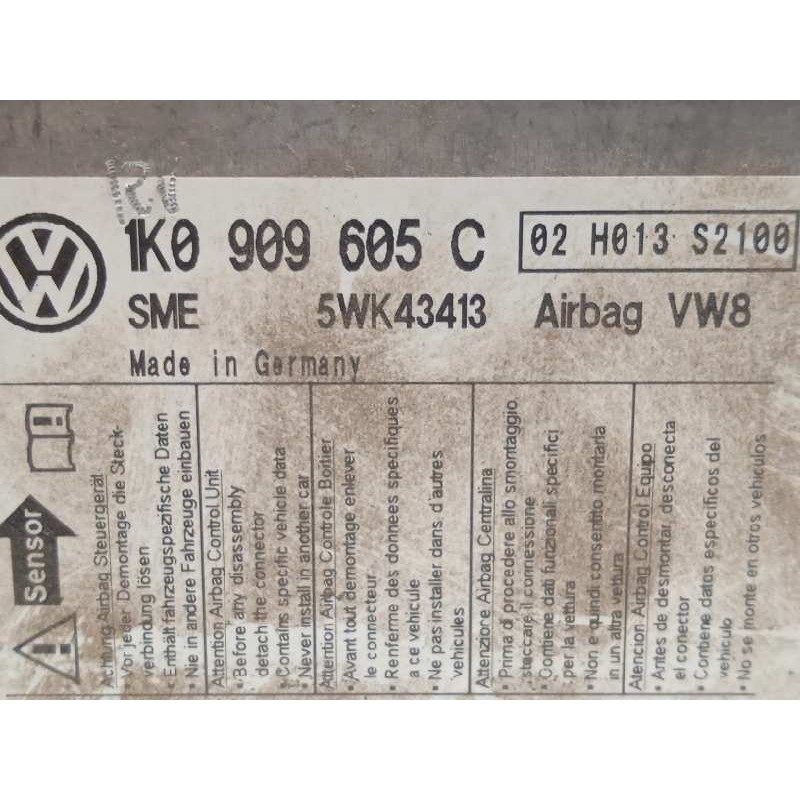 1K0 909 605 C
02 H013 S2100
SME 5WK43413 Airbag VW8
Made in Germany
Sensor
Achtung Airbag Steuergerät
• Vor jeder Demontage die Steck-
verbindung lösen
• Enthält fahrzeugspezifische Daten
• Nie in andere Fahrzeuge einbauen
Attention Airbag Control Unit
• Before any disassembly
detach the connector
• Contains specific vehicle data
• Never install in another car
Attention Airbag Controle Boitier
• Avant tout demontage enlever
le connecteur
• Renferme des donnees specifiques
a ce vehicule
• Ne pas installer dans d'autres
vehicules
Attenzione Airbag Centralina
• Prima di procedere allo smontaggio
staccare il connessione
• Contiene dati funzionali specifici
per la vettura
• Non e quindi consentito montarla
in un altra vettura
Atencion Airbag Control Equipo
• Antes de desmontar, desconecta
el conector
• Contiene datos especificos del
vehiculo
• No se monte en otros vehiculos